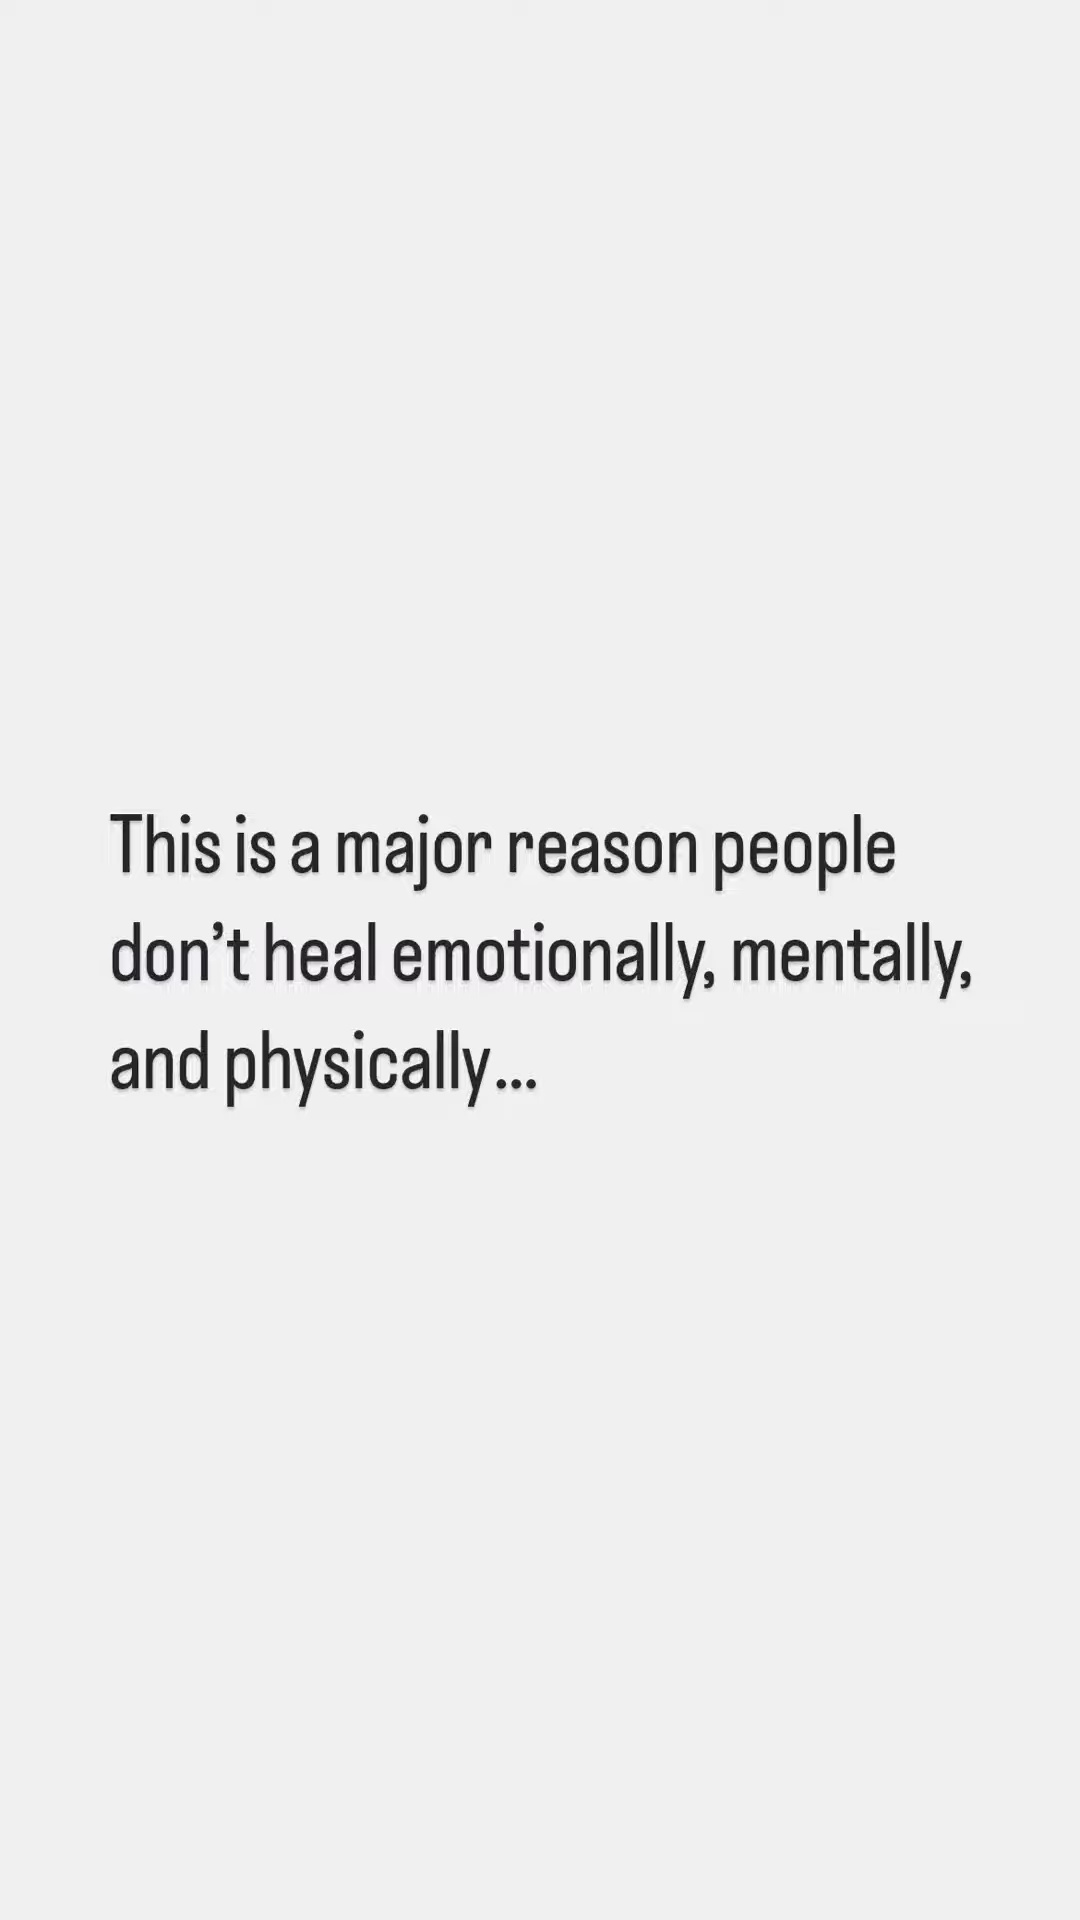 This is a major reason people
don’t heal emotionally, mentally,
and physically...